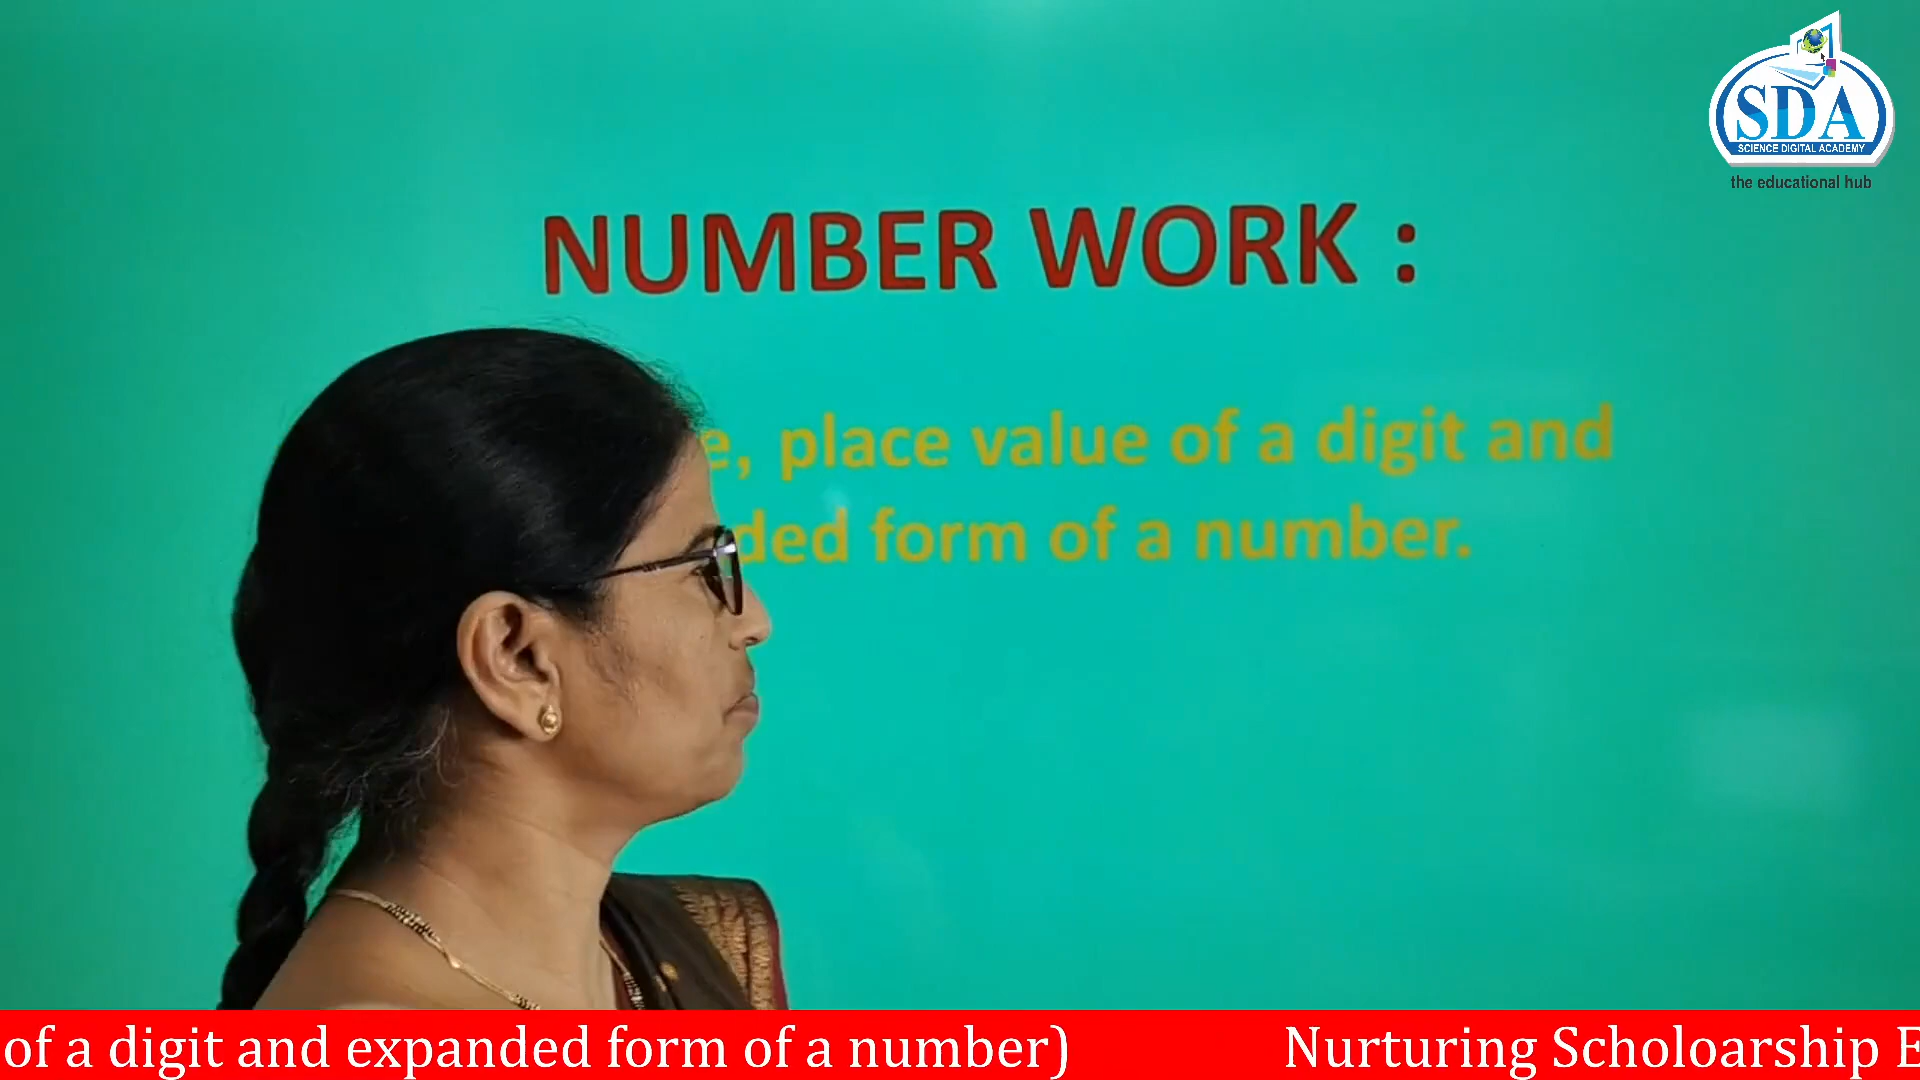 SDA
SCIENCE DIGITAL ACADEMY
the educational hub
NUMBER WORK :
place value of a digit and
form of a number.
of a digit and expanded form of a number) Nurturing Scholoarship E